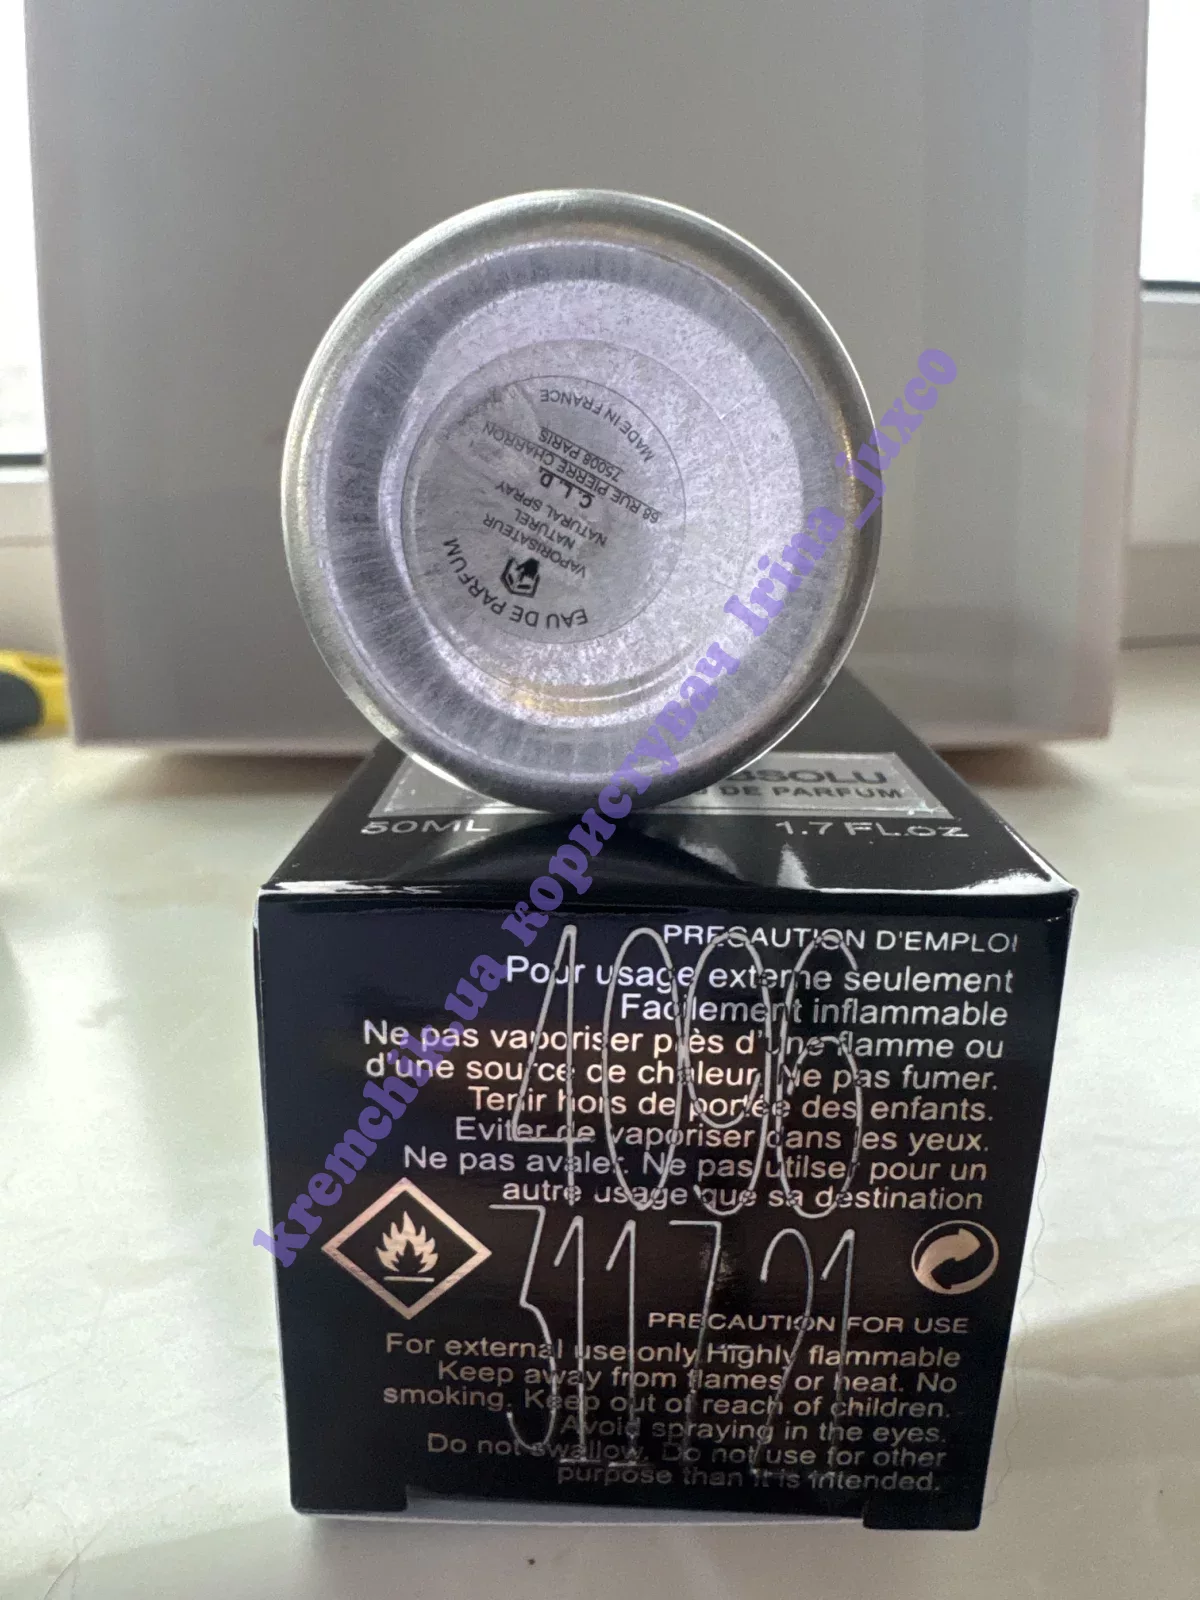 EAU DE PARFUM
VAPORISATEUR
NATUREL
NATURAL SPRAY
C.L.D.
68 RUE PIERRE CHARRON
75008 PARIS
MADE IN FRANCE
BSOLU
DE PARFUM
50ML 1.7 FL.OZ
PRECAUTION D'EMPLOI
Pour usage externe seulement
Facilement inflammable
Ne pas vaporiser près d'une flamme ou
d'une source de chaleur. Ne pas fumer.
Tenir hors de portée des enfants.
Eviter de vaporiser dans les yeux.
Ne pas avaler. Ne pas utilser pour un
autre usage que sa destination
4006
311721
PRECAUTION FOR USE
For external use only Highly flammable
Keep away from flames or heat. No
smoking. Keep out of reach of children.
Avoid spraying in the eyes.
Do not swallow. Do not use for other
purpose than it is intended.
kremchik.ua користувач Irina_juxco